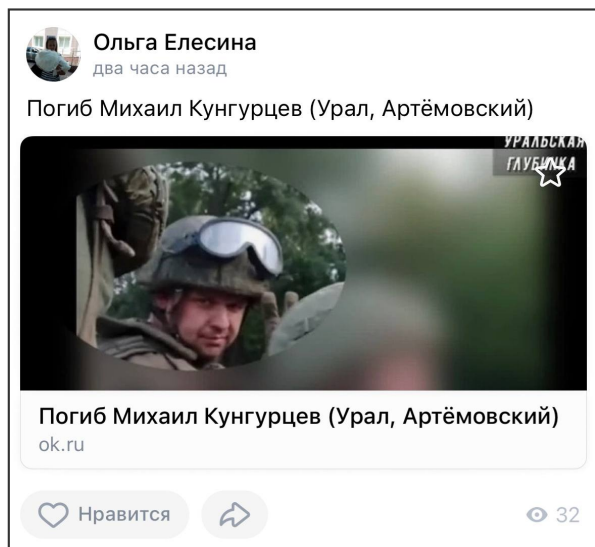 Ольга Елесина
два часа назад
Погиб Михаил Кунгурцев (Урал, Артёмовский)
УРАЛЬСКАЯ
ГЛУБИНКА
Погиб Михаил Кунгурцев (Урал, Артёмовский)
ok.ru
Нравится
32